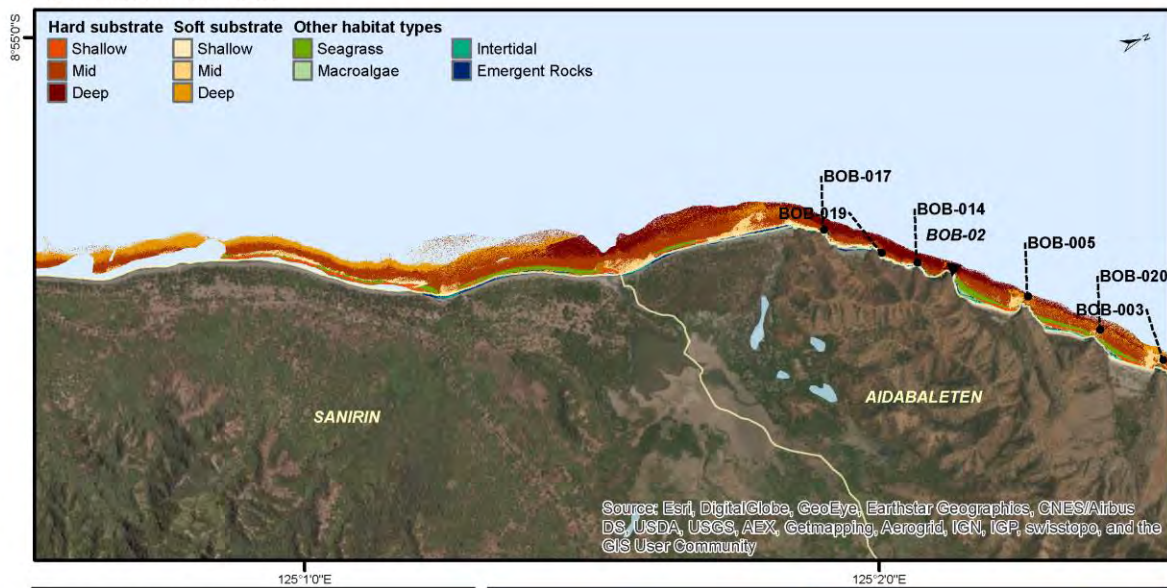 8°55'0"S
Hard substrate
Shallow
Mid
Deep
Soft substrate
Shallow
Mid
Deep
Other habitat types
Seagrass
Macroalgae
Intertidal
Emergent Rocks
N
BOB-017
BOB-019
BOB-014
BOB-02
BOB-005
BOB-020
BOB-003
SANIRIN
AIDABALETEN
Source: Esri, DigitalGlobe, GeoEye, Earthstar Geographics, CNES/Airbus
DS, USDA, USGS, AEX, Getmapping, Aerogrid, IGN, IGP, swisstopo, and the
GIS User Community
125°1'0"E
125°2'0"E